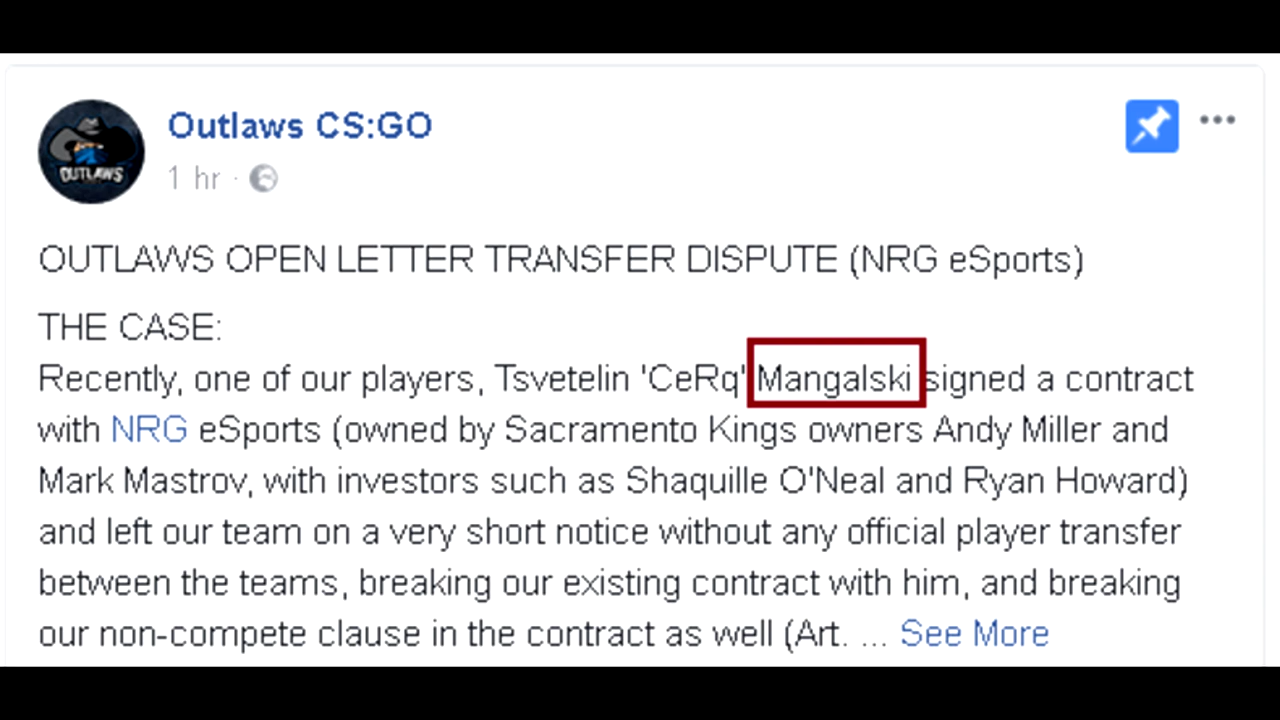 OUTLAWS
Outlaws CS:GO
1 hr ·
OUTLAWS OPEN LETTER TRANSFER DISPUTE (NRG eSports)
THE CASE:
Recently, one of our players, Tsvetelin 'CeRq' Mangalski signed a contract
with NRG eSports (owned by Sacramento Kings owners Andy Miller and
Mark Mastrov, with investors such as Shaquille O'Neal and Ryan Howard)
and left our team on a very short notice without any official player transfer
between the teams, breaking our existing contract with him, and breaking
our non-compete clause in the contract as well (Art. ... See More